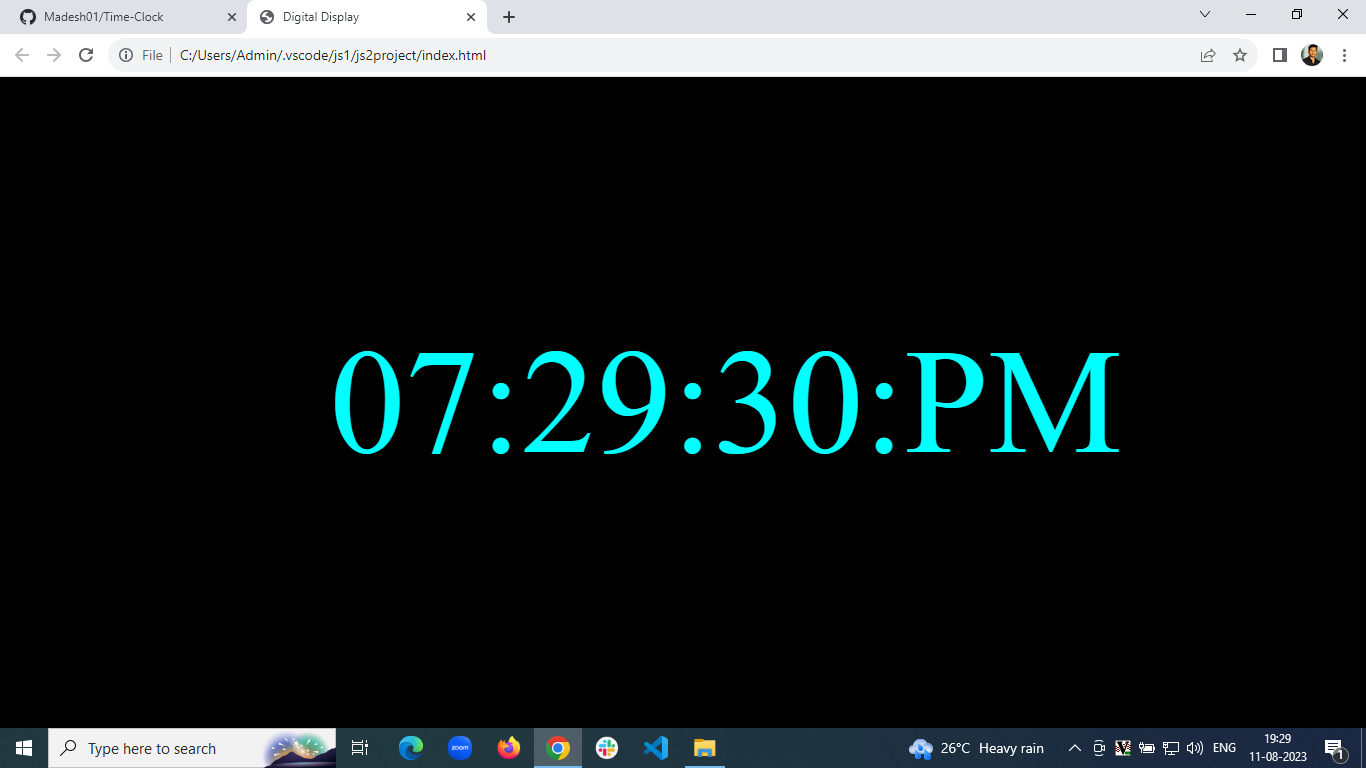 Madesh01/Time-Clock
Digital Display
File
C:/Users/Admin/.vscode/js1/js2project/index.html
07:29:30:PM
Type here to search
zoom
26°C Heavy rain
ENG
19:29
11-08-2023
1